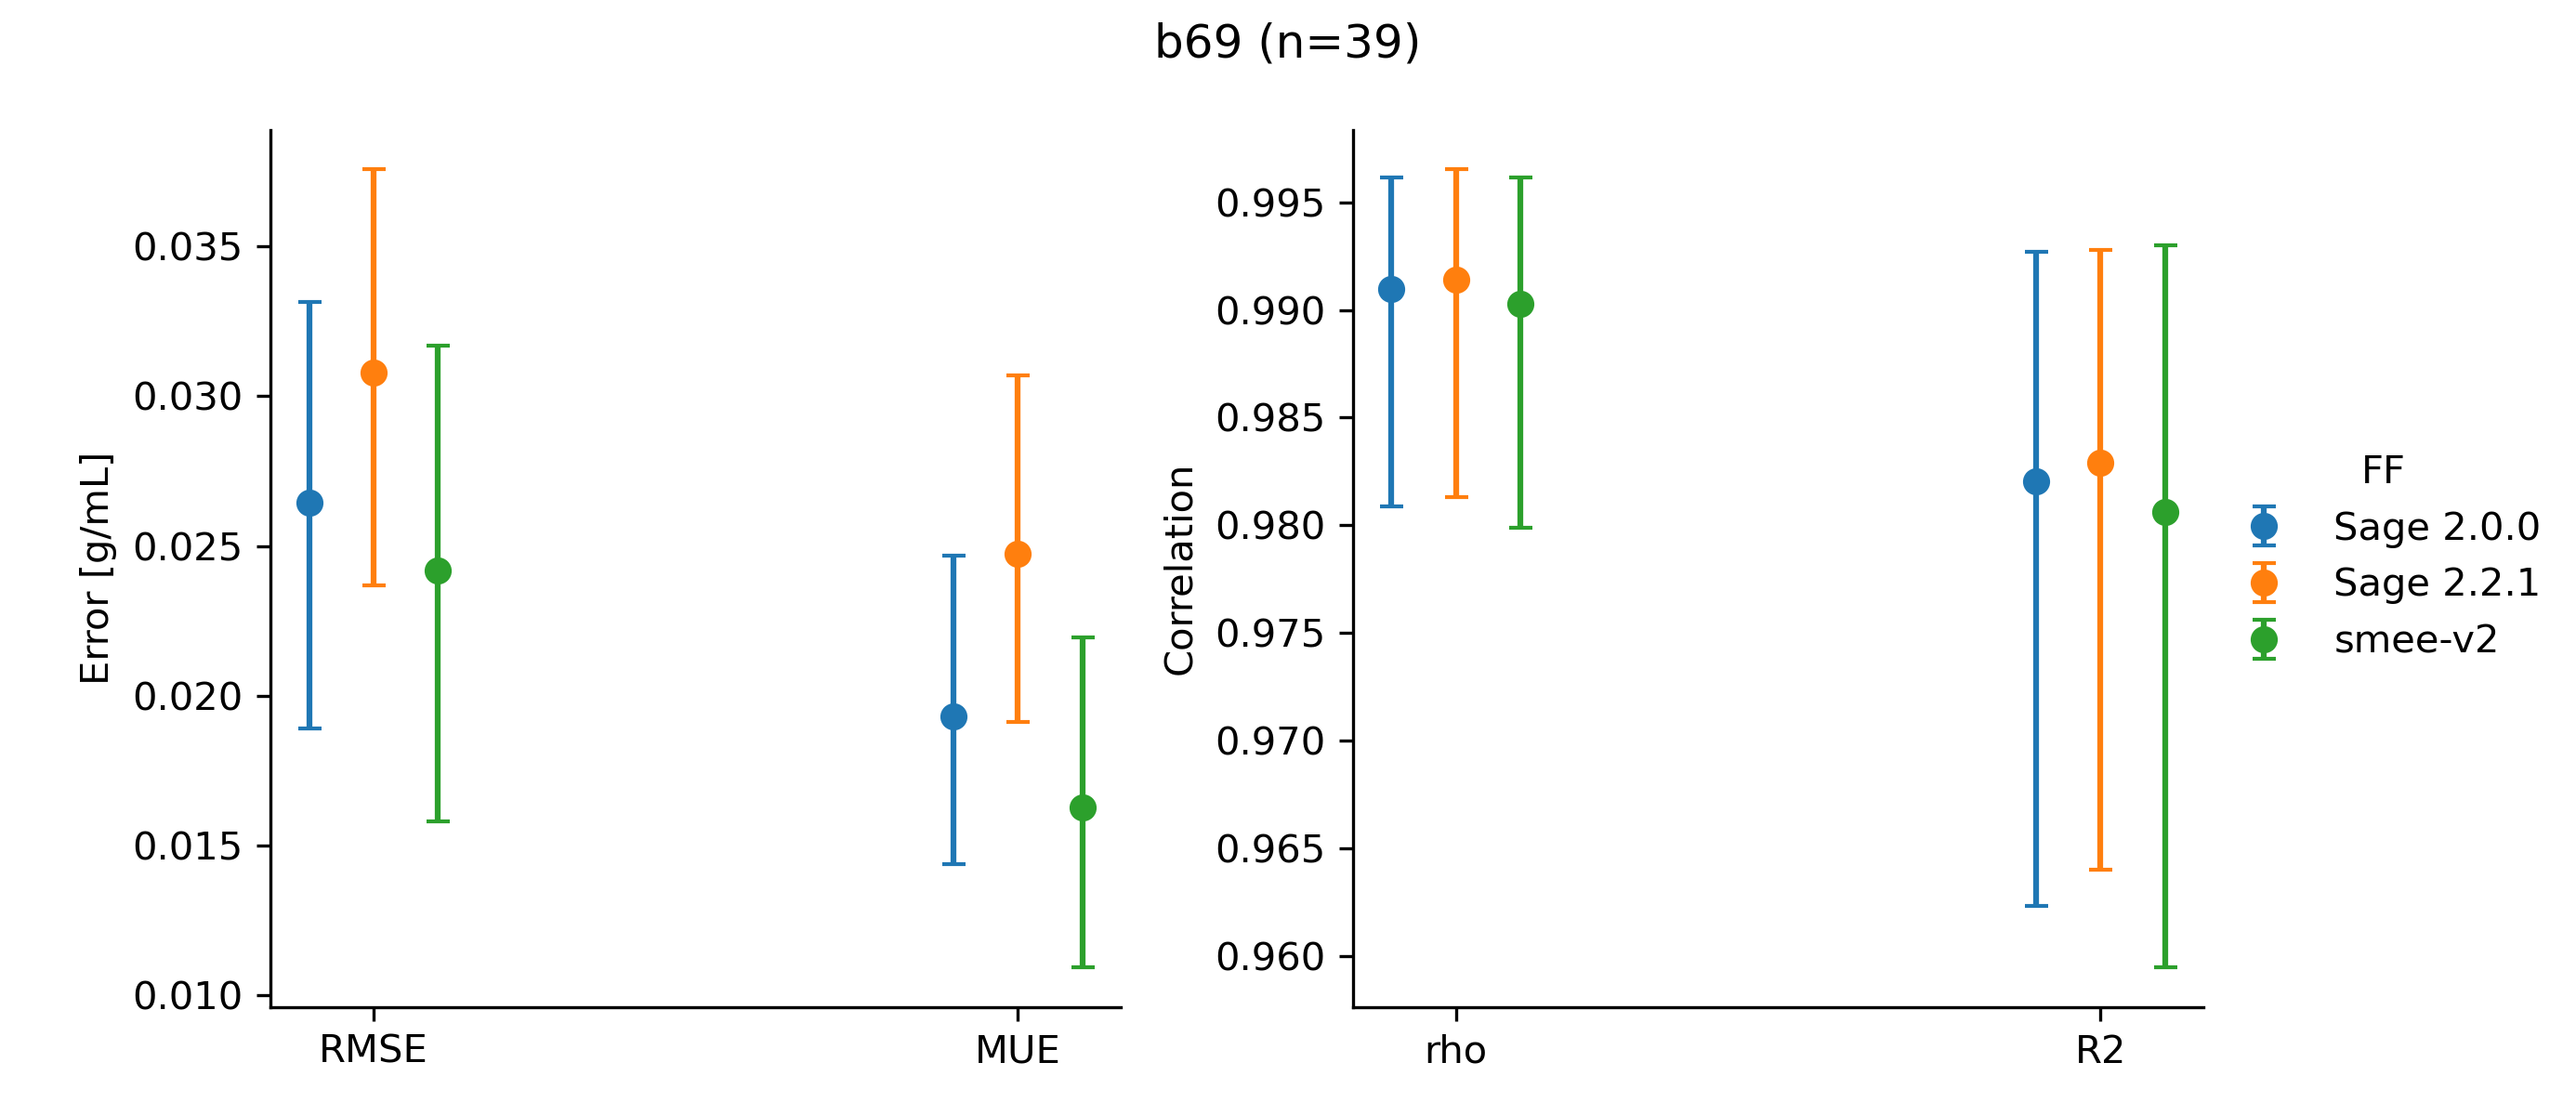 b69 (n=39)
Error [g/mL]
0.035
0.030
0.025
0.020
0.015
0.010
RMSE
MUE
Correlation
0.995
0.990
0.985
0.980
0.975
0.970
0.965
0.960
rho
R2
FF
Sage 2.0.0
Sage 2.2.1
smee-v2